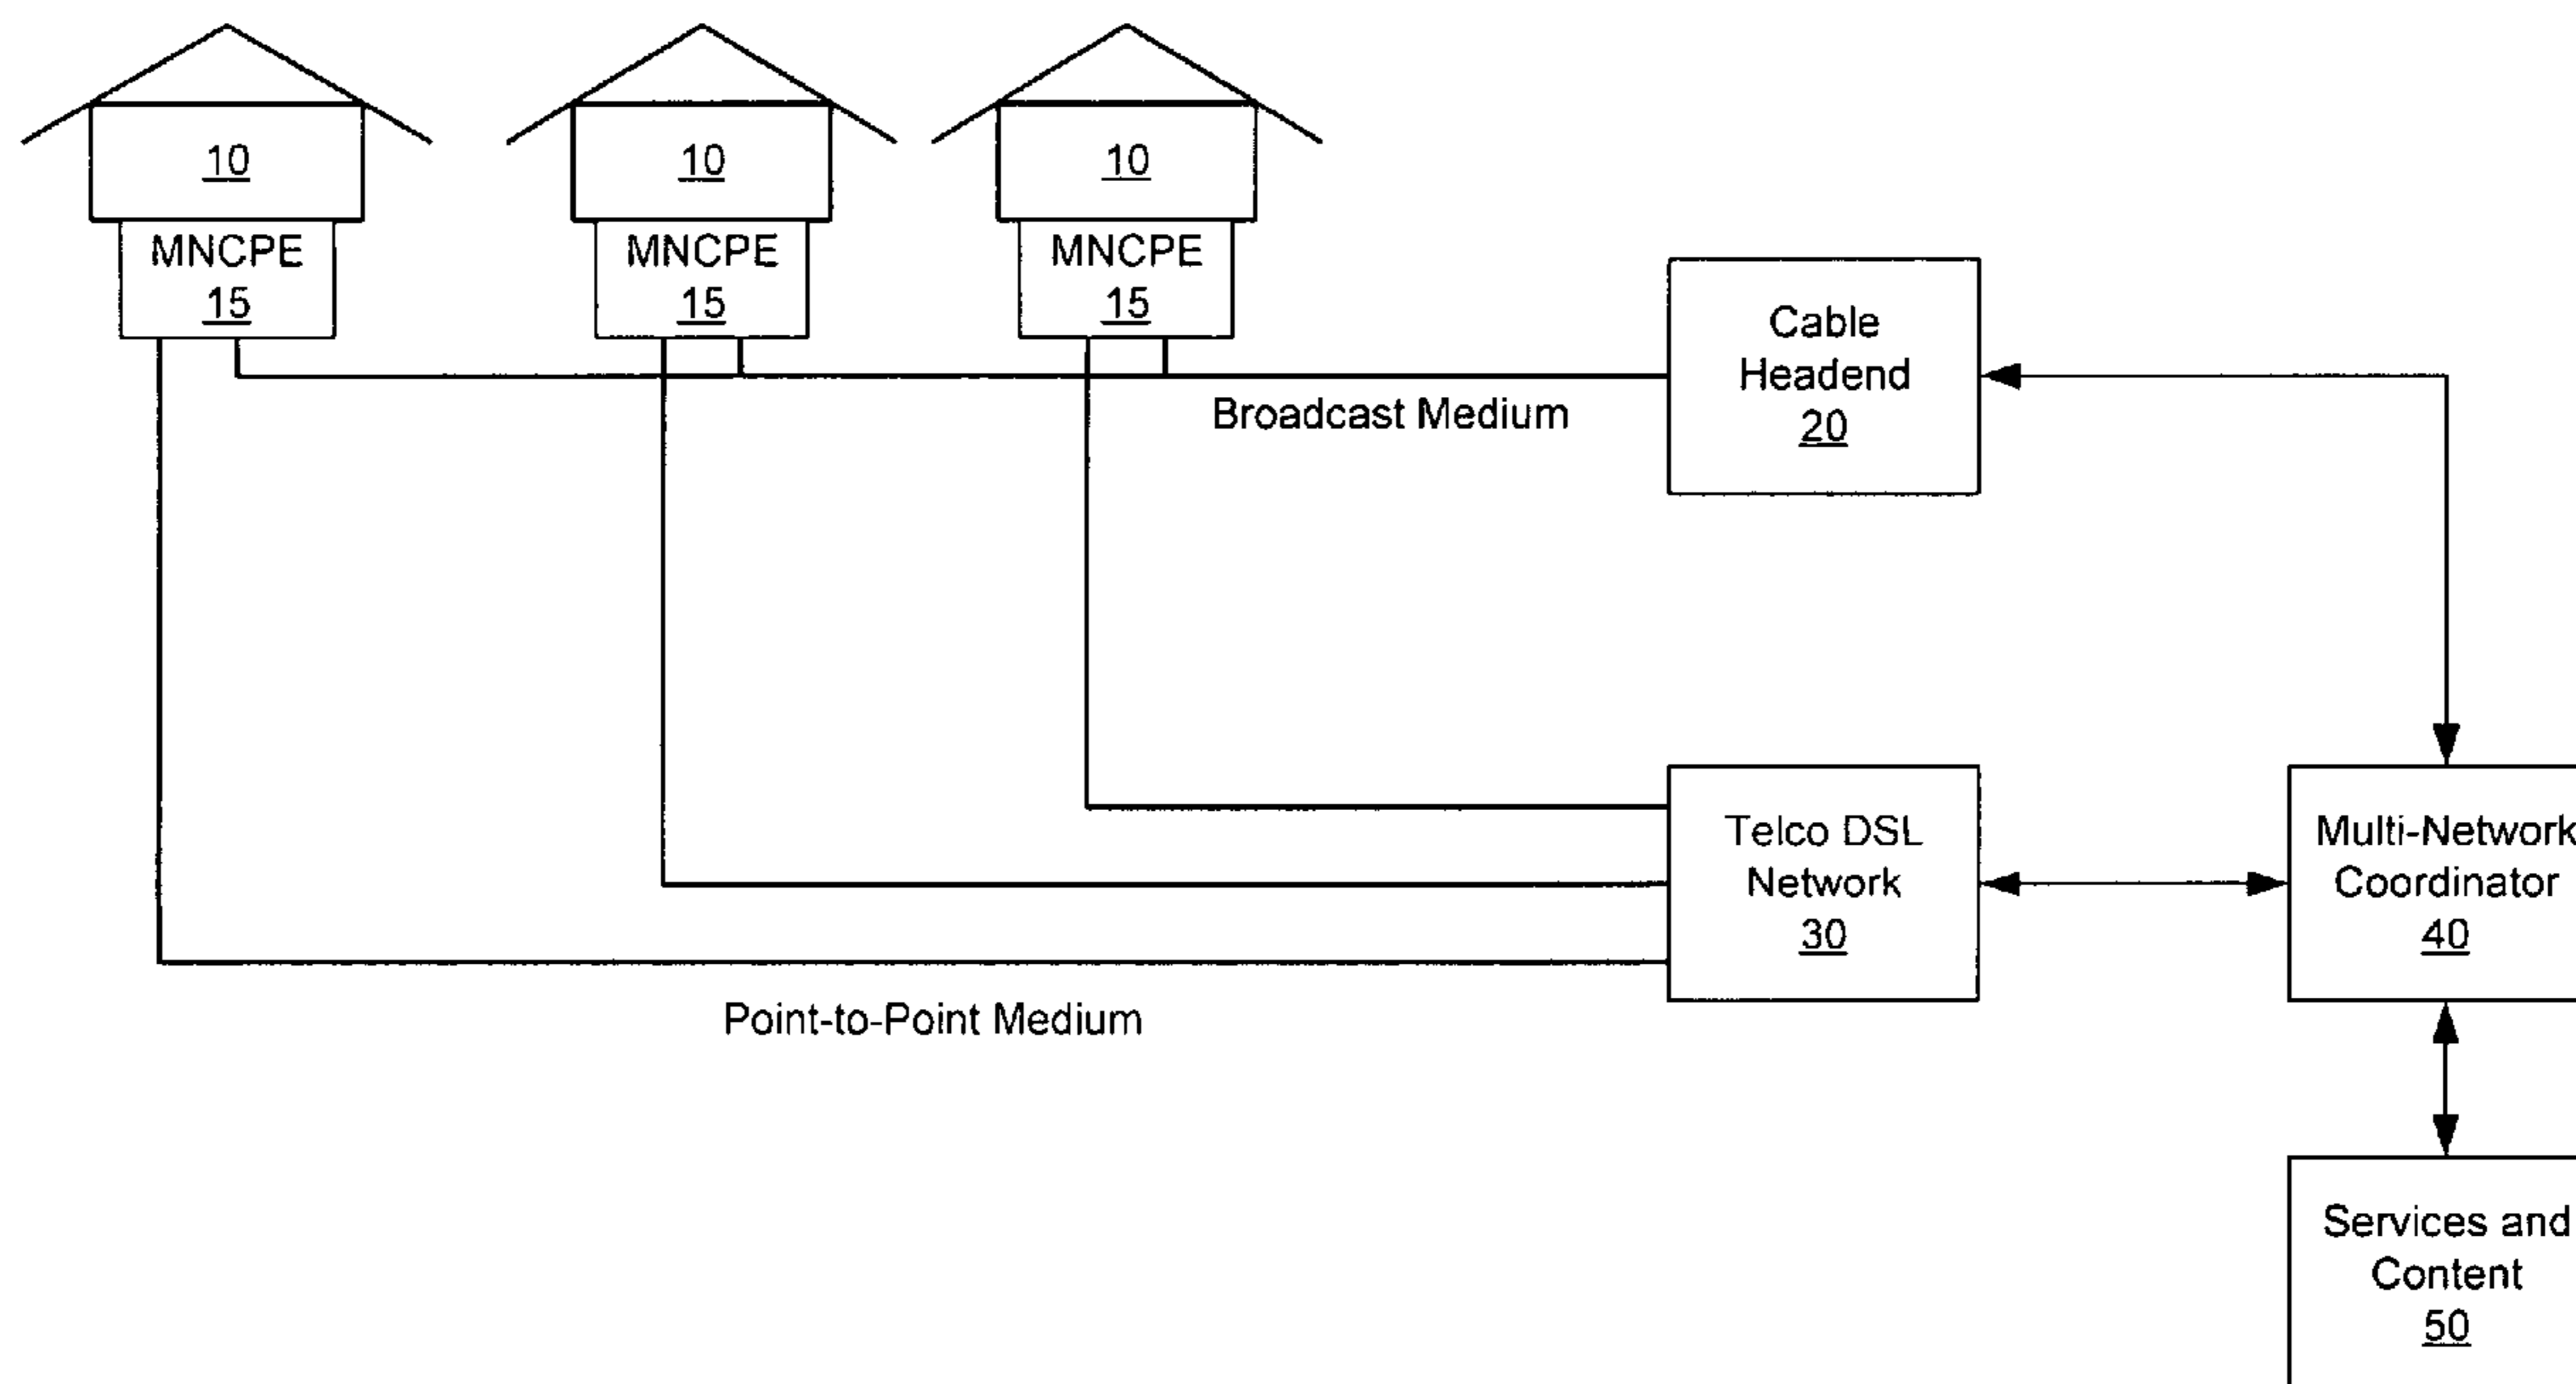 10
10
10
MNCPE
15
MNCPE
15
MNCPE
15
Cable
Headend
20
Broadcast Medium
Telco DSL
Network
30
Multi-Network
Coordinator
40
Point-to-Point Medium
Services and
Content
50